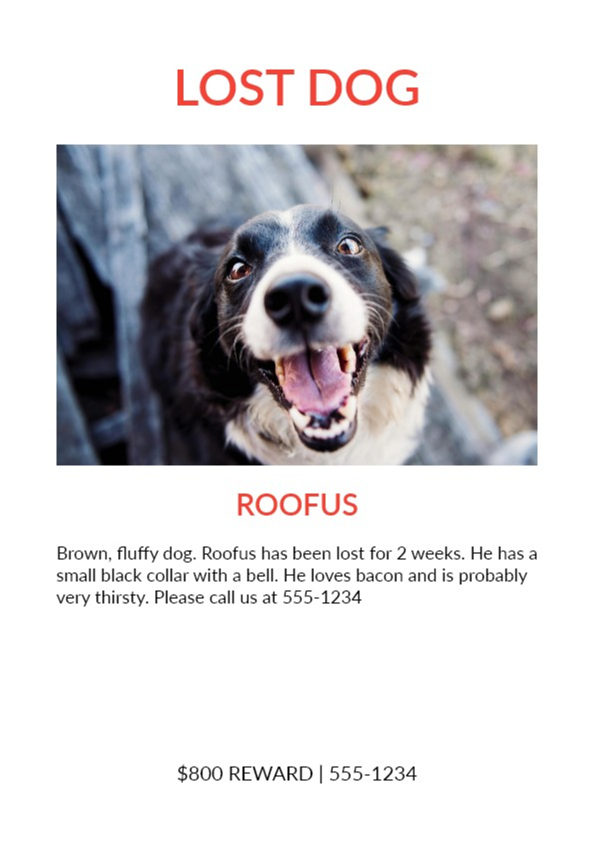 LOST DOG
ROOFUS
Brown, fluffy dog. Roofus has been lost for 2 weeks. He has a
small black collar with a bell. He loves bacon and is probably
very thirsty. Please call us at 555-1234
$800 REWARD | 555-1234